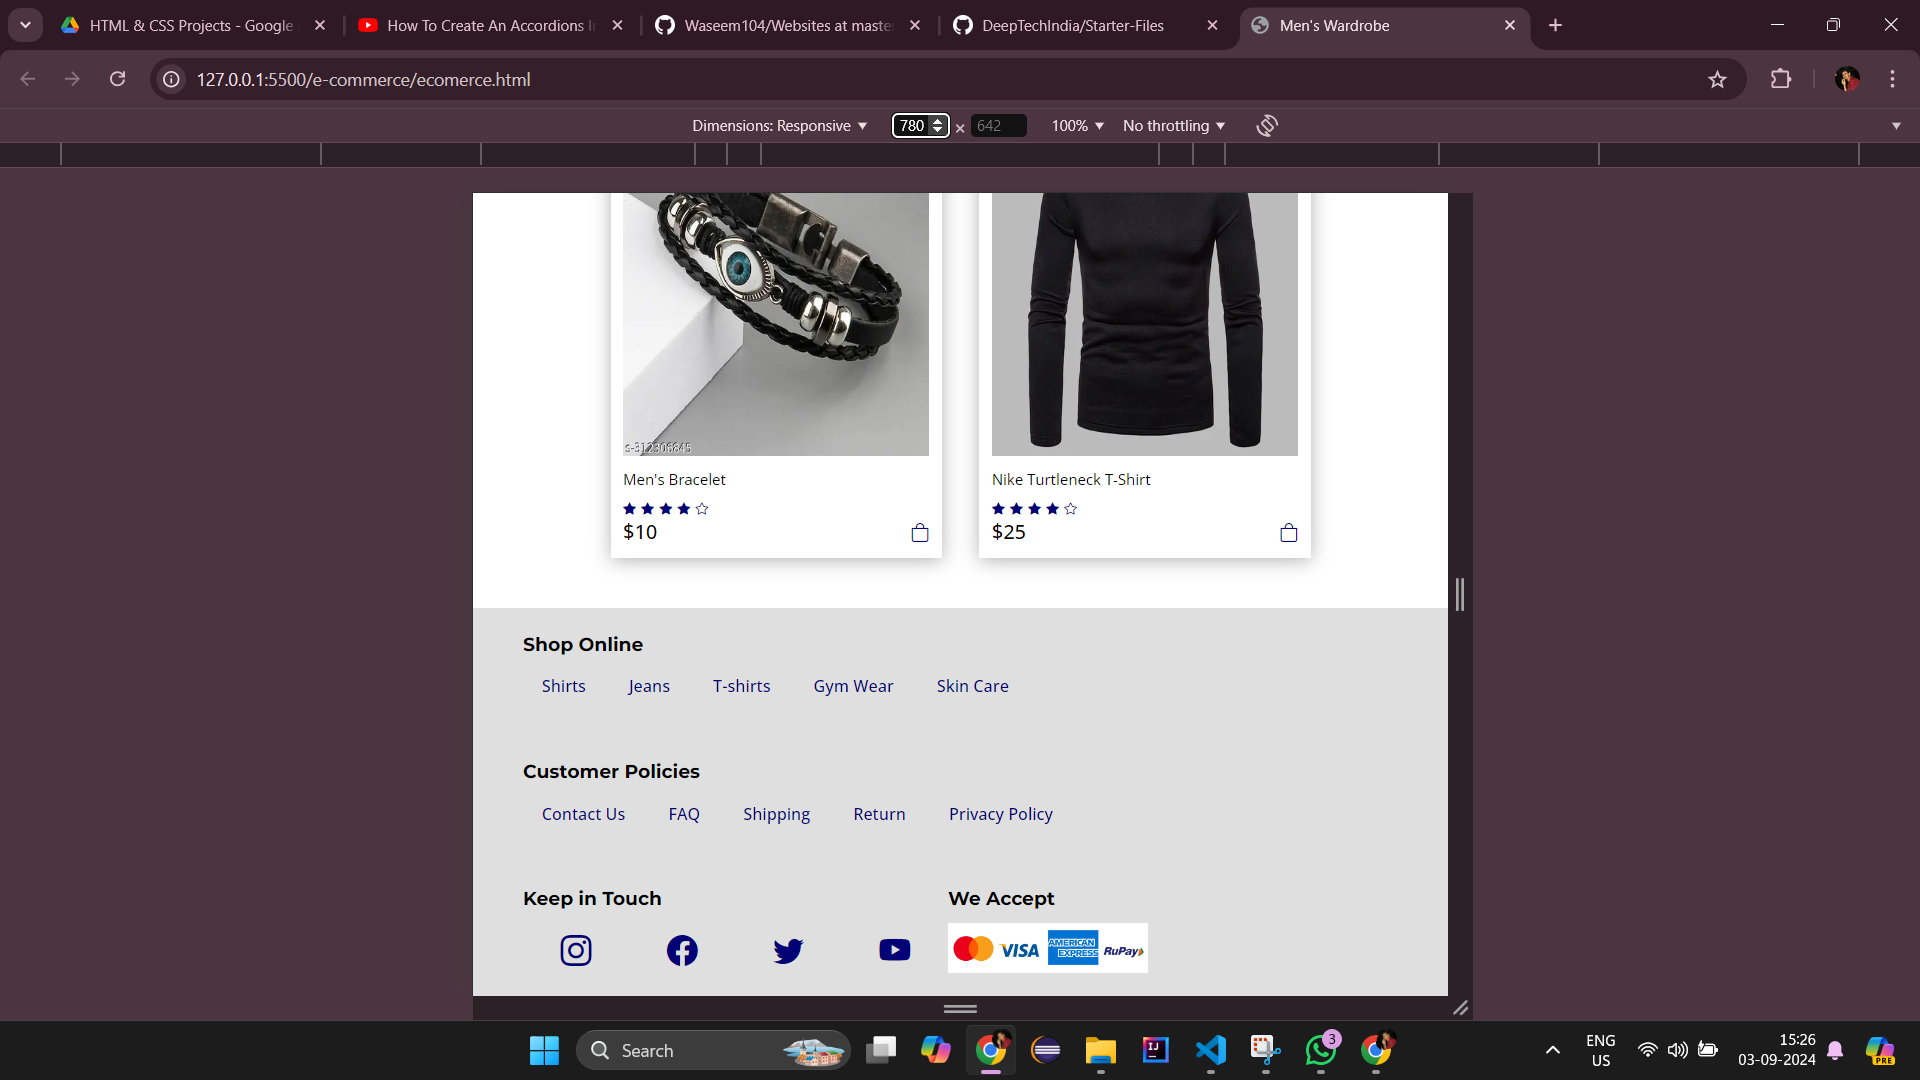 HTML & CSS Projects - Google
How To Create An Accordions I
Waseem104/Websites at maste
DeepTechIndia/Starter-Files
Men's Wardrobe
127.0.0.1:5500/e-commerce/ecomerce.html
Dimensions: Responsive
780
×
642
100%
No throttling
s-312306845
Men's Bracelet
$10
Nike Turtleneck T-Shirt
$25
Shop Online
Shirts
Jeans
T-shirts
Gym Wear
Skin Care
Customer Policies
Contact Us
FAQ
Shipping
Return
Privacy Policy
Keep in Touch
We Accept
VISA
AMERICAN
EXPRESS
RuPay
Search
IJ
3
ENG
US
15:26
03-09-2024
PRE